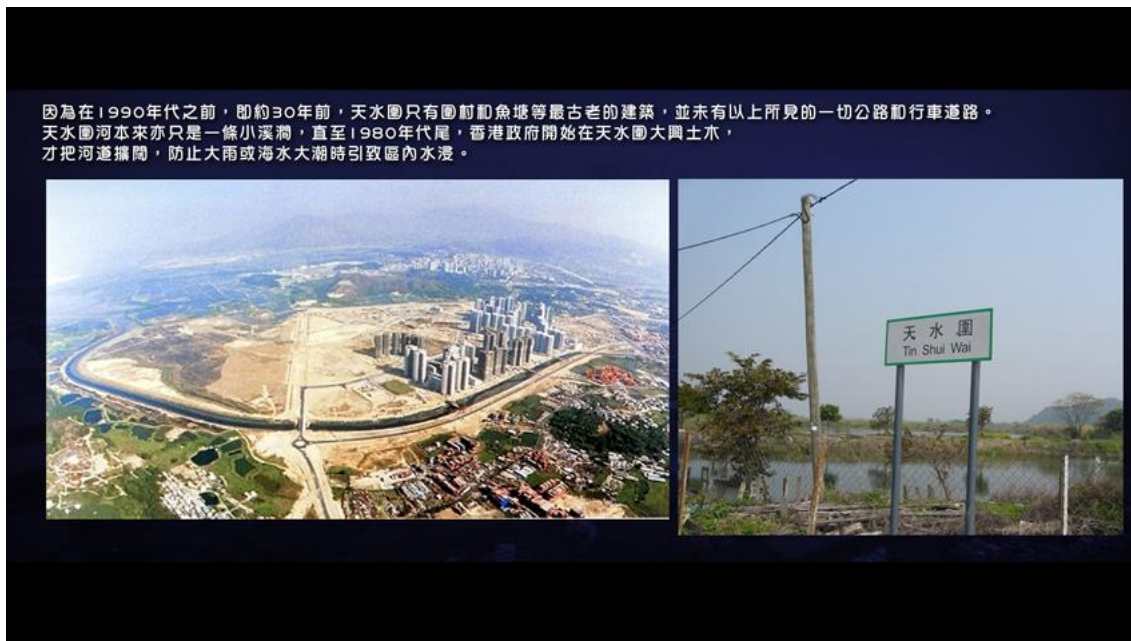 因為在1990年代之前，即約30年前，天水圍只有圍村和魚塘等最古老的建築，並未有以上所見的一切公路和行車道路。
天水圍河本來亦只是一條小溪澗，直至1980年代尾，香港政府開始在天水圍大興土木，
才把河道擴闊，防止大雨或海水大潮時引致區內水浸。
天水圍
Tin Shui Wai